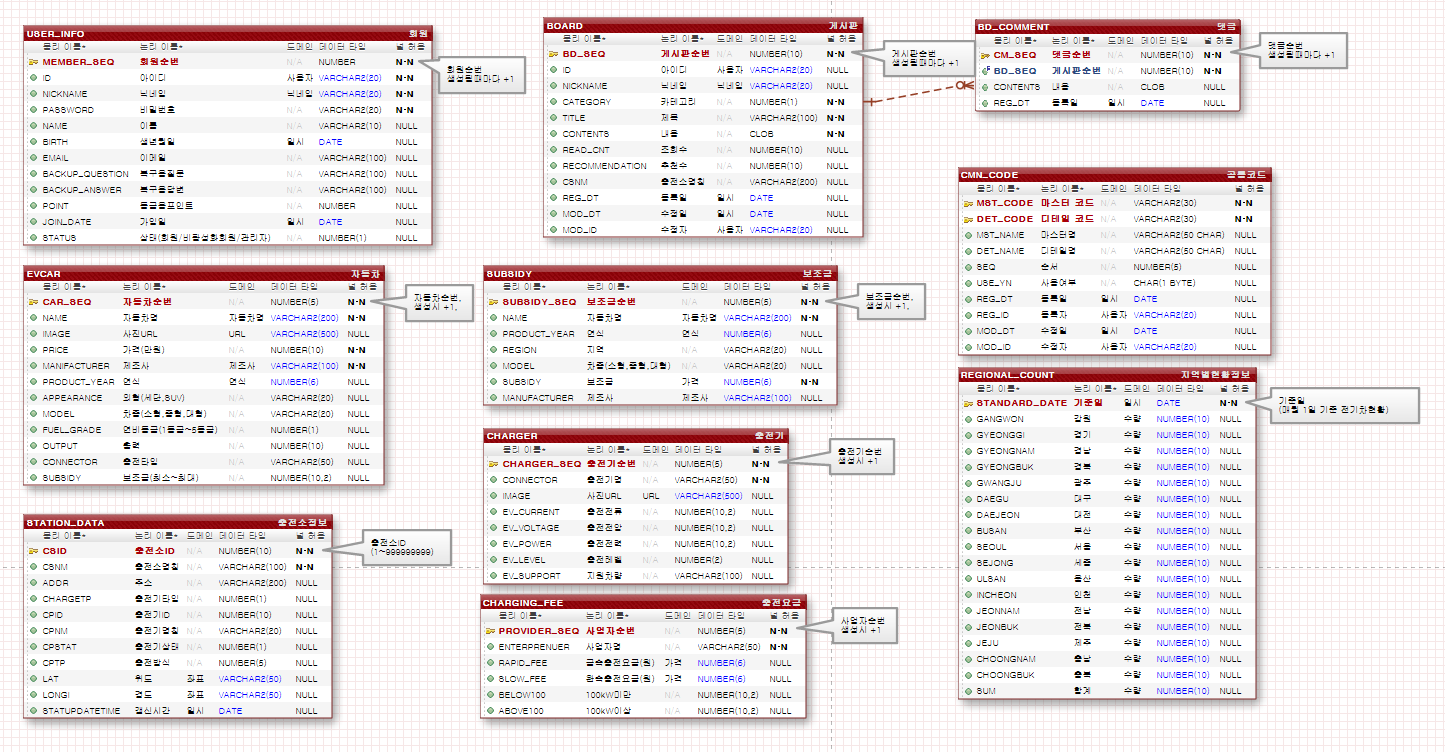 USER_INFO 회원
물리 이름* 논리 이름* 도메인 데이터 타입 널 허용
MEMBER_SEQ 회원순번 N/A NUMBER N-N
ID 아이디 사용자 VARCHAR2(20) N-N
NICKNAME 닉네임 닉네임 VARCHAR2(20) N-N
PASSWORD 비밀번호 N/A VARCHAR2(20) N-N
NAME 이름 N/A VARCHAR2(10) NULL
BIRTH 생년월일 일시 DATE NULL
EMAIL 이메일 N/A VARCHAR2(100) NULL
BACKUP_QUESTION 복구용질문 N/A VARCHAR2(100) NULL
BACKUP_ANSWER 복구용답변 N/A VARCHAR2(100) NULL
POINT 등급용포인트 N/A NUMBER NULL
JOIN_DATE 가입일 일시 DATE NULL
STATUS 상태(회원/비활성화회원/관리자) N/A NUMBER(1) NULL
회원순번
생성될때마다 +1
BOARD 게시판
물리 이름* 논리 이름* 도메인 데이터 타입 널 허용
BD_SEQ 게시판순번 N/A NUMBER(10) N-N
ID 아이디 사용자 VARCHAR2(20) NULL
NICKNAME 닉네임 닉네임 VARCHAR2(20) NULL
CATEGORY 카테고리 N/A NUMBER(1) N-N
TITLE 제목 N/A VARCHAR2(100) N-N
CONTENTS 내용 N/A CLOB N-N
READ_CNT 조회수 N/A NUMBER(10) NULL
RECOMMENDATION 추천수 N/A NUMBER(10) NULL
CSNM 충전소명칭 N/A VARCHAR2(200) NULL
REG_DT 등록일 일시 DATE NULL
MOD_DT 수정일 일시 DATE NULL
MOD_ID 수정자 사용자 VARCHAR2(20) NULL
게시판순번
생성될때마다 +1
BD_COMMENT 댓글
물리 이름* 논리 이름* 도메인 데이터 타입 널 허용
CM_SEQ 댓글순번 N/A NUMBER(10) N-N
BD_SEQ 게시판순번 N/A NUMBER(10) N-N
CONTENTS 내용 N/A CLOB NULL
REG_DT 등록일 일시 DATE NULL
댓글순번
생성될때마다 +1
CMN_CODE 공통코드
물리 이름* 논리 이름* 도메인 데이터 타입 널 허용
MST_CODE 마스터 코드 N/A VARCHAR2(30) N-N
DET_CODE 디테일 코드 N/A VARCHAR2(30) N-N
MST_NAME 마스터명 N/A VARCHAR2(50 CHAR) NULL
DET_NAME 디테일명 N/A VARCHAR2(50 CHAR) NULL
SEQ 순서 N/A NUMBER(5) NULL
USE_YN 사용여부 N/A CHAR(1 BYTE) NULL
REG_DT 등록일 일시 DATE NULL
REG_ID 등록자 사용자 VARCHAR2(20) NULL
MOD_DT 수정일 일시 DATE NULL
MOD_ID 수정자 사용자 VARCHAR2(20) NULL
EVCAR 자동차
물리 이름* 논리 이름* 도메인 데이터 타입 널 허용
CAR_SEQ 자동차순번 N/A NUMBER(5) N-N
NAME 자동차명 자동차명 VARCHAR2(200) N-N
IMAGE 사진URL URL VARCHAR2(500) NULL
PRICE 가격(만원) N/A NUMBER(10) N-N
MANIFACTURER 제조사 제조사 VARCHAR2(100) N-N
PRODUCT_YEAR 연식 연식 NUMBER(6) NULL
APPEARANCE 외형(세단,SUV) N/A VARCHAR2(20) NULL
MODEL 차종(소형,중형,대형) N/A VARCHAR2(20) NULL
FUEL_GRADE 연비등급(1등급~5등급) N/A NUMBER(1) NULL
OUTPUT 출력 N/A NUMBER(10) NULL
CONNECTOR 충전타입 N/A VARCHAR2(50) NULL
SUBSIDY 보조금(최소~최대) N/A NUMBER(10,2) NULL
자동차순번,
생성시 +1,
SUBSIDY 보조금
물리 이름* 논리 이름* 도메인 데이터 타입 널 허용
SUBSIDY_SEQ 보조금순번 N/A NUMBER(5) N-N
NAME 자동차명 자동차명 VARCHAR2(200) N-N
PRODUCT_YEAR 연식 연식 NUMBER(6) NULL
REGION 지역 N/A VARCHAR2(20) NULL
MODEL 차종(소형,중형,대형) N/A VARCHAR2(20) NULL
SUBSIDY 보조금 가격 NUMBER(6) N-N
MANUFACTURER 제조사 제조사 VARCHAR2(100) NULL
보조금순번,
생성시 +1,
REGIONAL_COUNT 지역별현황정보
물리 이름* 논리 이름* 도메인 데이터 타입 널 허용
STANDARD_DATE 기준일 일시 DATE N-N
GANGWON 강원 수량 NUMBER(10) NULL
GYEONGGI 경기 수량 NUMBER(10) NULL
GYEONGNAM 경남 수량 NUMBER(10) NULL
GYEONGBUK 경북 수량 NUMBER(10) NULL
GWANGJU 광주 수량 NUMBER(10) NULL
DAEGU 대구 수량 NUMBER(10) NULL
DAEJEON 대전 수량 NUMBER(10) NULL
BUSAN 부산 수량 NUMBER(10) NULL
SEOUL 서울 수량 NUMBER(10) NULL
SEJONG 세종 수량 NUMBER(10) NULL
ULSAN 울산 수량 NUMBER(10) NULL
INCHEON 인천 수량 NUMBER(10) NULL
JEONNAM 전남 수량 NUMBER(10) NULL
JEONBUK 전북 수량 NUMBER(10) NULL
JEJU 제주 수량 NUMBER(10) NULL
CHOONGNAM 충남 수량 NUMBER(10) NULL
CHOONGBUK 충북 수량 NUMBER(10) NULL
SUM 합계 수량 NUMBER(10) NULL
기준일
(매월 1일 기준 전기차현황)
CHARGER 충전기
물리 이름* 논리 이름* 도메인 데이터 타입 널 허용
CHARGER_SEQ 충전기순번 N/A NUMBER(5) N-N
CONNECTOR 충전기명 N/A VARCHAR2(50) N-N
IMAGE 사진URL URL VARCHAR2(500) NULL
EV_CURRENT 충전전류 N/A NUMBER(10,2) NULL
EV_VOLTAGE 충전전압 N/A NUMBER(10,2) NULL
EV_POWER 충전전력 N/A NUMBER(10,2) NULL
EV_LEVEL 충전레벨 N/A NUMBER(2) NULL
EV_SUPPORT 지원차량 N/A VARCHAR2(100) NULL
충전기순번
생성시 +1
STATION_DATA 충전소정보
물리 이름* 논리 이름* 도메인 데이터 타입 널 허용
CSID 충전소ID N/A NUMBER(10) N-N
CSNM 충전소명칭 N/A VARCHAR2(100) N-N
ADDR 주소 N/A VARCHAR2(200) NULL
CHARGETP 충전기타입 N/A NUMBER(1) NULL
CPID 충전기ID N/A NUMBER(10) NULL
CPNM 충전기명칭 N/A VARCHAR2(20) NULL
CPSTAT 충전기상태 N/A NUMBER(1) NULL
CPTP 충전방식 N/A NUMBER(5) NULL
LAT 위도 좌표 VARCHAR2(50) NULL
LONGI 경도 좌표 VARCHAR2(50) NULL
STATUPDATETIME 갱신시간 일시 DATE NULL
충전소ID
(1~999999999)
CHARGING_FEE 충전요금
물리 이름* 논리 이름* 도메인 데이터 타입 널 허용
PROVIDER_SEQ 사업자순번 N/A NUMBER(5) N-N
ENTERPRENUER 사업자명 N/A VARCHAR2(50) N-N
RAPID_FEE 급속충전요금(원) 가격 NUMBER(6) NULL
SLOW_FEE 완속충전요금(원) 가격 NUMBER(6) NULL
BELOW100 100kW미만 N/A NUMBER(10,2) NULL
ABOVE100 100kW이상 N/A NUMBER(10,2) NULL
사업자순번
생성시 +1